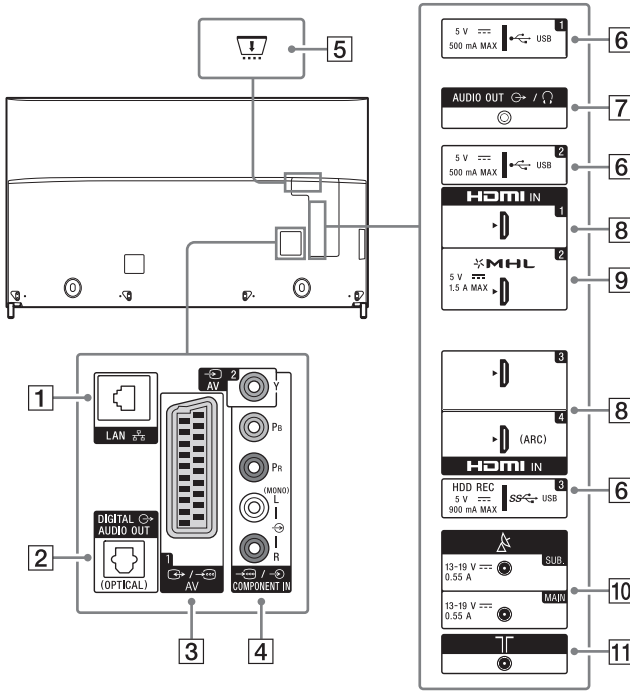 5
1
5 V
500 mA MAX
USB
6
AUDIO OUT /
7
2
5 V
500 mA MAX
USB
6
HDMI IN
1
8
2
MHL
5 V
1.5 A MAX
9
3
8
4
(ARC)
HDMI IN
3
HDD REC
5 V
900 mA MAX
SS USB
6
SUB.
13-19 V
0.55 A
10
MAIN
13-19 V
0.55 A
11
1
LAN
2
DIGITAL
AUDIO OUT
(OPTICAL)
1
/
AV
3
AV
2
Y
PB
PR
(MONO)
L
R
/
COMPONENT IN
4